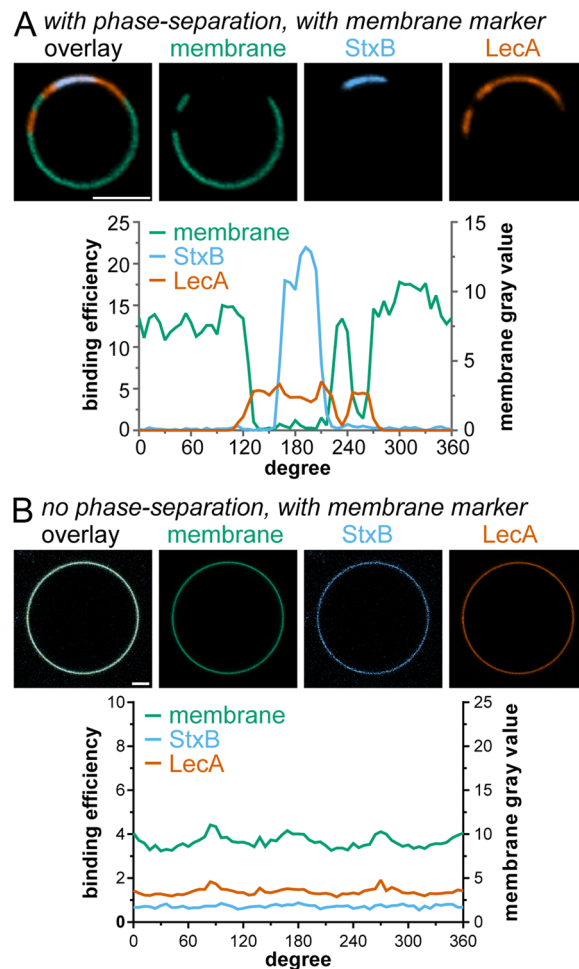 A with phase-separation, with membrane marker
overlay membrane StxB LecA
membrane
StxB
LecA
binding efficiency
25
20
15
10
5
0
membrane gray value
15
10
5
0
0 60 120 180 240 300 360
degree
B no phase-separation, with membrane marker
overlay membrane StxB LecA
membrane
StxB
LecA
binding efficiency
10
8
6
4
2
0
membrane gray value
25
20
15
10
5
0
0 60 120 180 240 300 360
degree